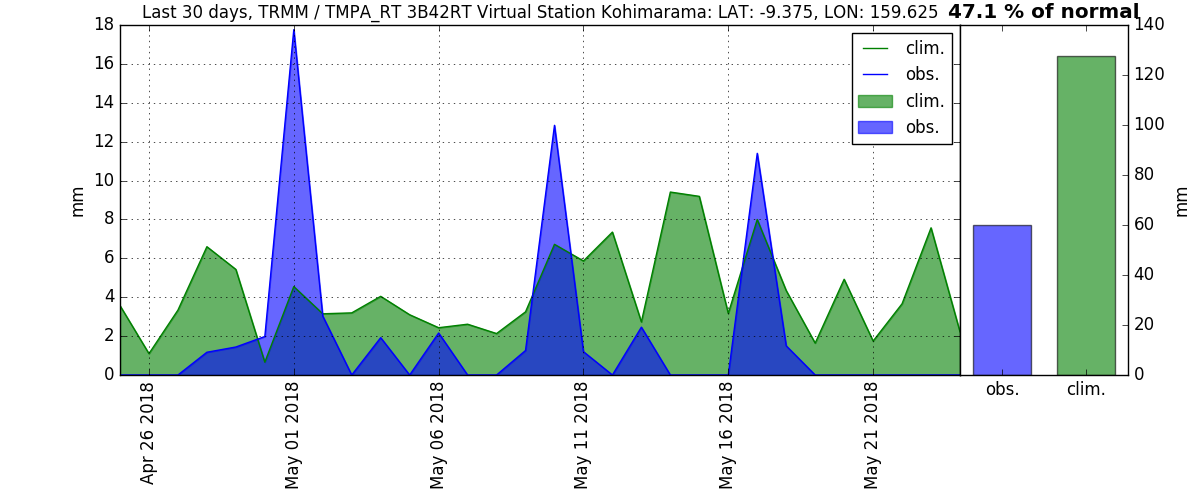 Last 30 days, TRMM / TMPA_RT 3B42RT Virtual Station Kohimarama: LAT: -9.375, LON: 159.625
47.1 % of normal
18
16
14
12
10
8
6
4
2
0
mm
clim.
obs.
clim.
obs.
Apr 26 2018
May 01 2018
May 06 2018
May 11 2018
May 16 2018
May 21 2018
140
120
100
80
60
40
20
0
mm
obs.
clim.